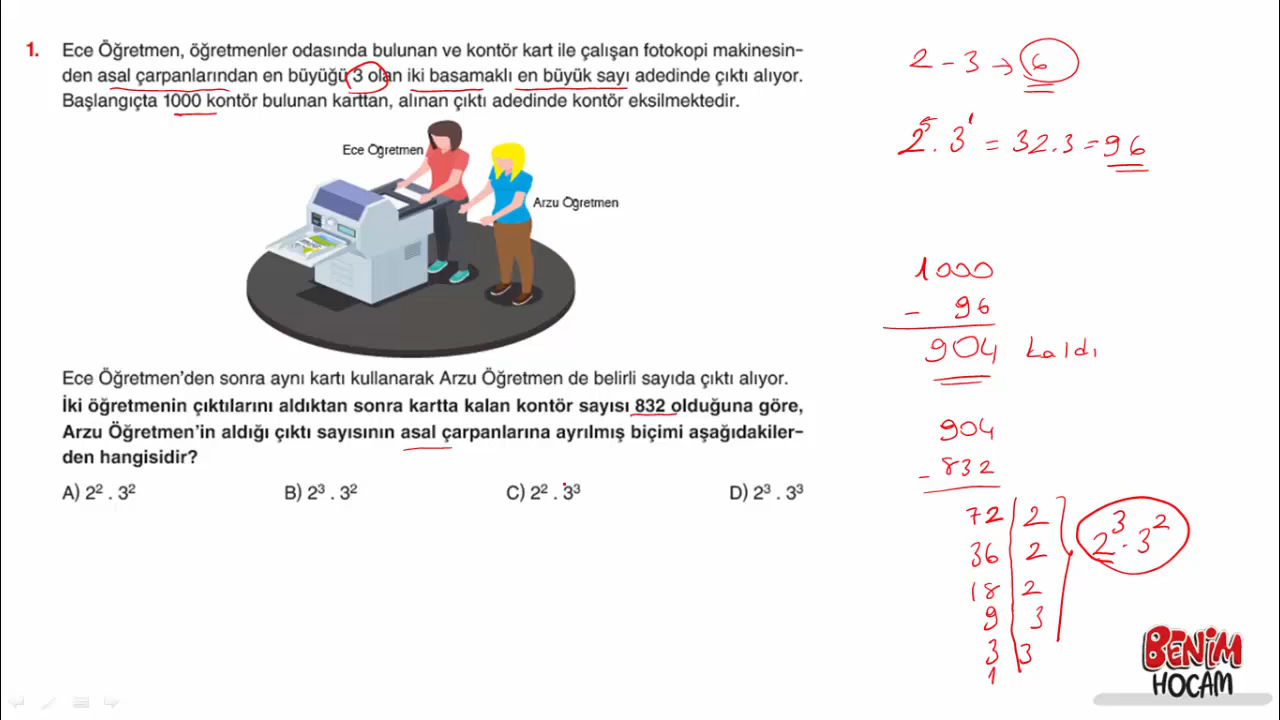 1. Ece Öğretmen, öğretmenler odasında bulunan ve kontör kart ile çalışan fotokopi makinesin-
den asal çarpanlarından en büyüğü 3 olan iki basamaklı en büyük sayı adedinde çıktı alıyor.
Başlangıçta 1000 kontör bulunan karttan, alınan çıktı adedinde kontör eksilmektedir.
Ece Öğretmen
Arzu Öğretmen
Ece Öğretmen’den sonra aynı kartı kullanarak Arzu Öğretmen de belirli sayıda çıktı alıyor.
İki öğretmenin çıktılarını aldıktan sonra kartta kalan kontör sayısı 832 olduğuna göre,
Arzu Öğretmen’in aldığı çıktı sayısının asal çarpanlarına ayrılmış biçimi aşağıdakiler-
den hangisidir?
A) 2² . 3² B) 2³ . 3² C) 2² . 3³ D) 2³ . 3³
2 - 3 → 6
2⁵ . 3¹ = 32 . 3 = 96
1000
- 96
904 kaldı
904
- 832
72 | 2
36 | 2
18 | 2
9 | 3
3 | 3
1
2³ . 3²
BENİM
HOCAM